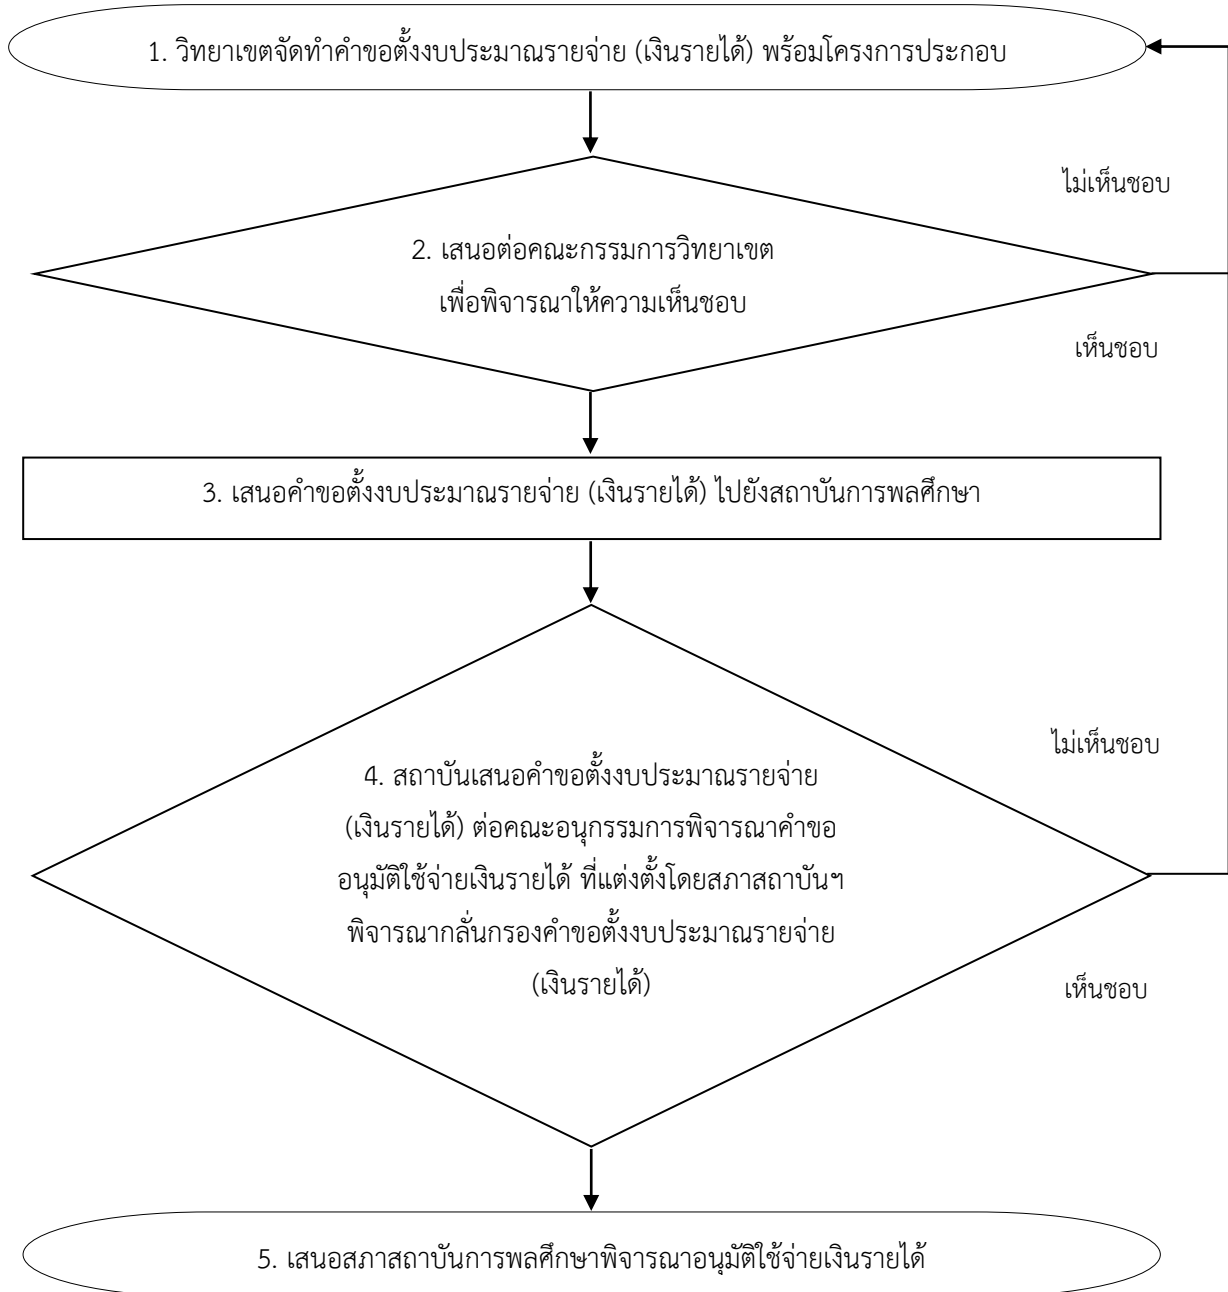 1. วิทยาเขตจัดทำคำขอตั้งงบประมาณรายจ่าย (เงินรายได้) พร้อมโครงการประกอบ
ไม่เห็นชอบ
2. เสนอต่อคณะกรรมการวิทยาเขต
เพื่อพิจารณาให้ความเห็นชอบ
เห็นชอบ
3. เสนอคำขอตั้งงบประมาณรายจ่าย (เงินรายได้) ไปยังสถาบันการพลศึกษา
ไม่เห็นชอบ
4. สถาบันเสนอคำขอตั้งงบประมาณรายจ่าย
(เงินรายได้) ต่อคณะอนุกรรมการพิจารณาคำขอ
อนุมัติใช้จ่ายเงินรายได้ ที่แต่งตั้งโดยสภาสถาบันฯ
พิจารณากลั่นกรองคำขอตั้งงบประมาณรายจ่าย
(เงินรายได้)
เห็นชอบ
5. เสนอสภาสถาบันการพลศึกษาพิจารณาอนุมัติใช้จ่ายเงินรายได้